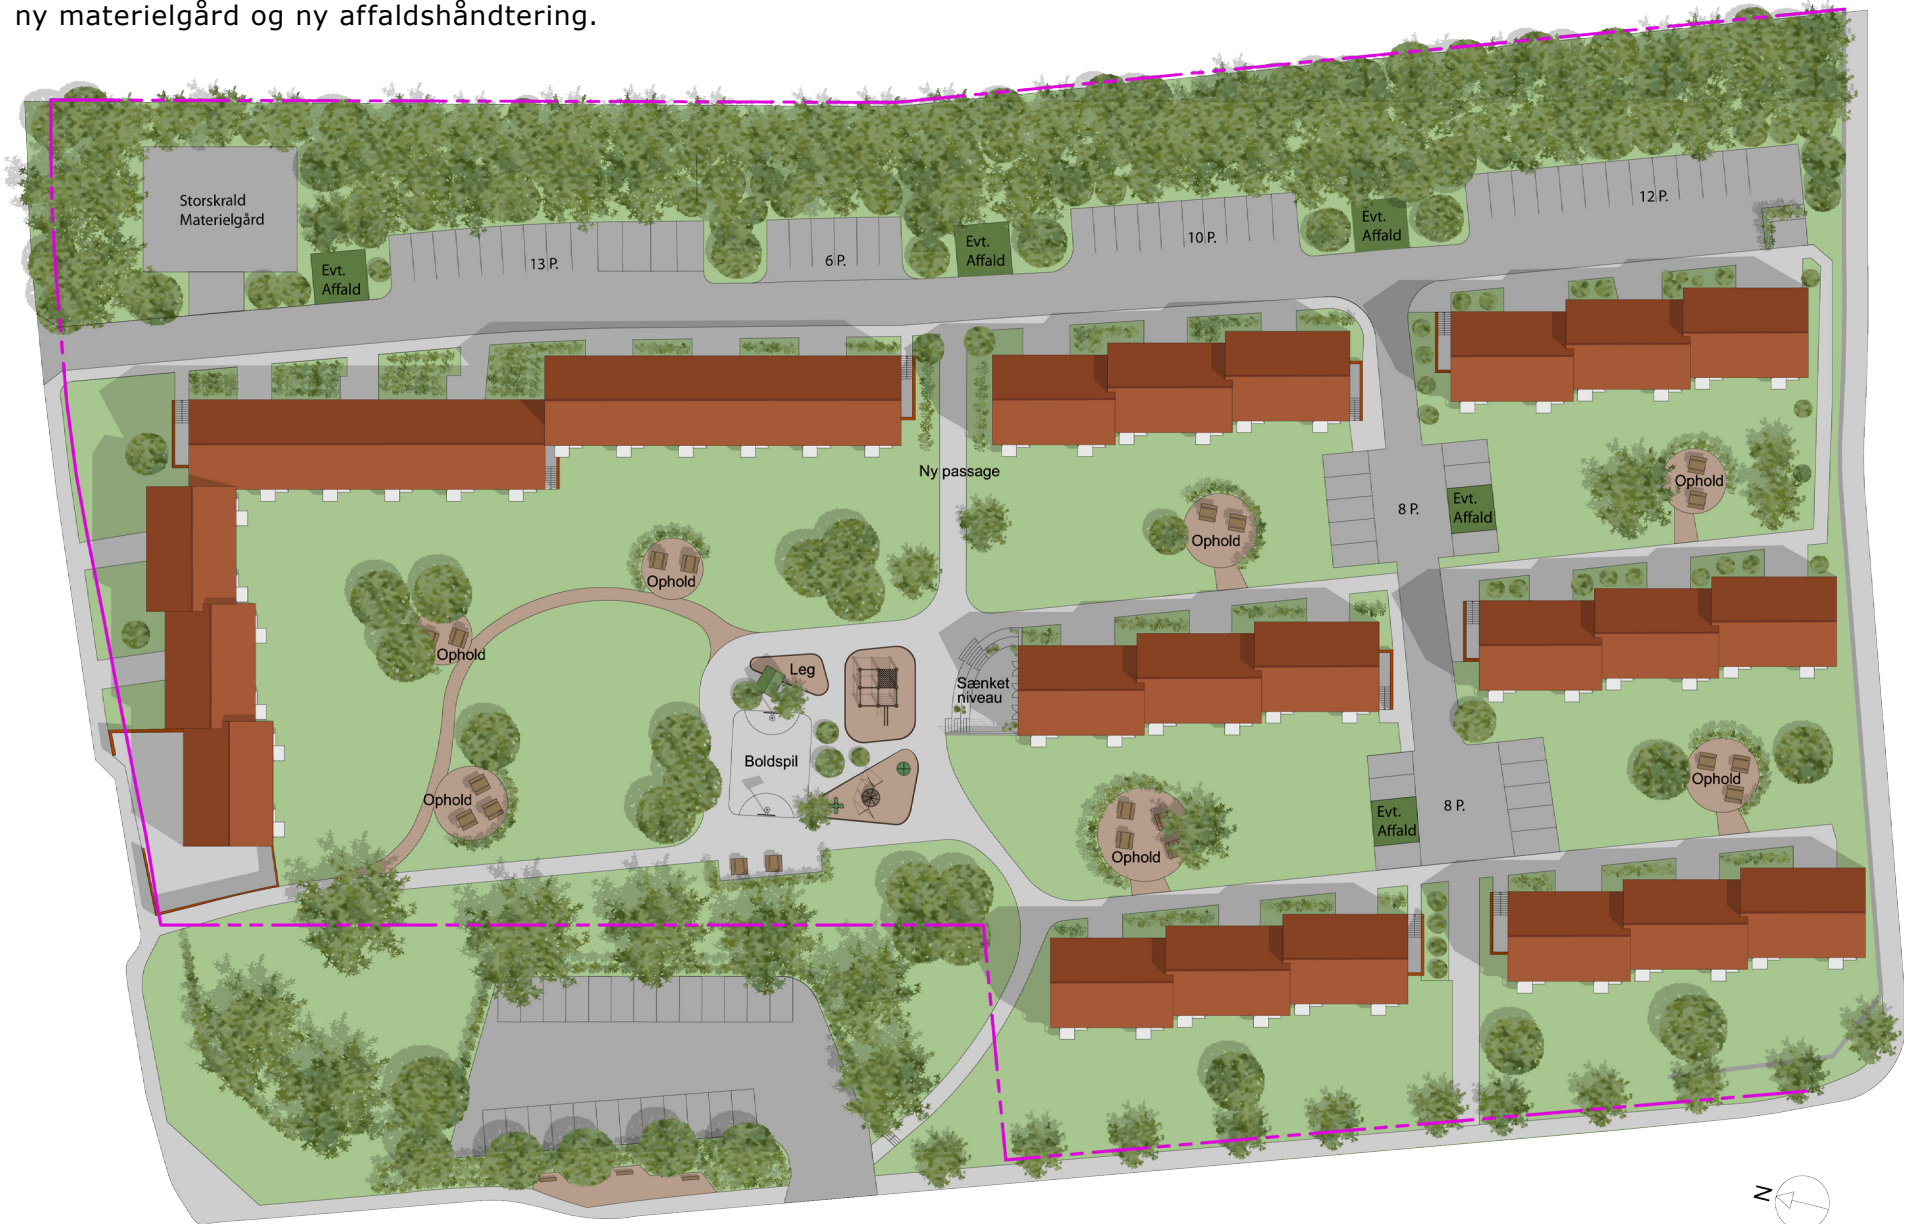 ny materielgård og ny affaldshåndtering.
Storskrald
Materielgård
Evt.
Affald
13 P.
6 P.
Evt.
Affald
10 P.
Evt.
Affald
12 P.
Ny passage
Ophold
Ophold
Ophold
8 P.
Evt.
Affald
Ophold
Ophold
Leg
Sænket
niveau
Boldspil
Ophold
Ophold
Ophold
Evt.
Affald
8 P.
N